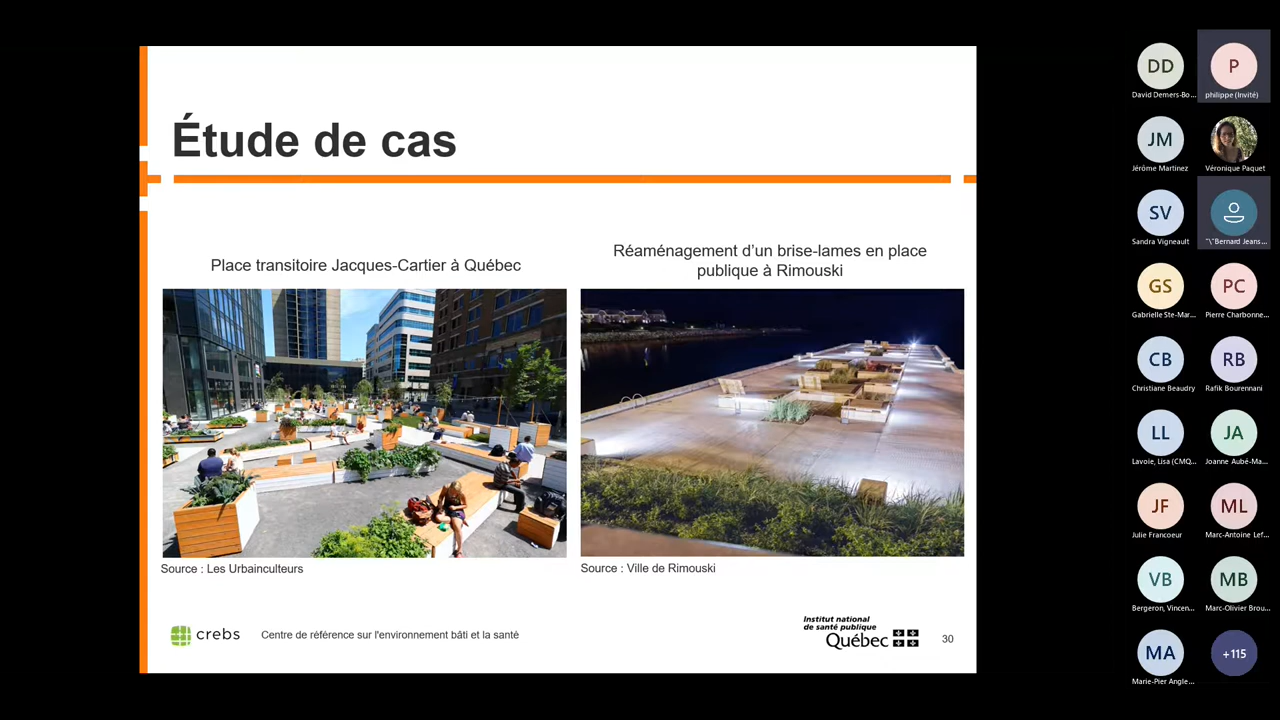 Étude de cas
Place transitoire Jacques-Cartier à Québec
Réaménagement d'un brise-lames en place
publique à Rimouski
Source : Les Urbainculteurs
Source : Ville de Rimouski
crebs
Centre de référence sur l'environnement bâti et la santé
Institut national
de santé publique
Québec
30
DD
David Demers-Bo...
P
philippe (Invité)
JM
Jérôme Martinez
Véronique Paquet
SV
Sandra Vigneault
"\"Bernard Jeans...
GS
Gabrielle Ste-Mar...
PC
Pierre Charbonne...
CB
Christiane Beaudry
RB
Rafik Bourennani
LL
Lavoie, Lisa (CMQ...
JA
Joanne Aubé-Ma...
JF
Julie Francoeur
ML
Marc-Antoine Lef...
VB
Bergeron, Vincen...
MB
Marc-Olivier Brou...
MA
Marie-Pier Angle...
+115